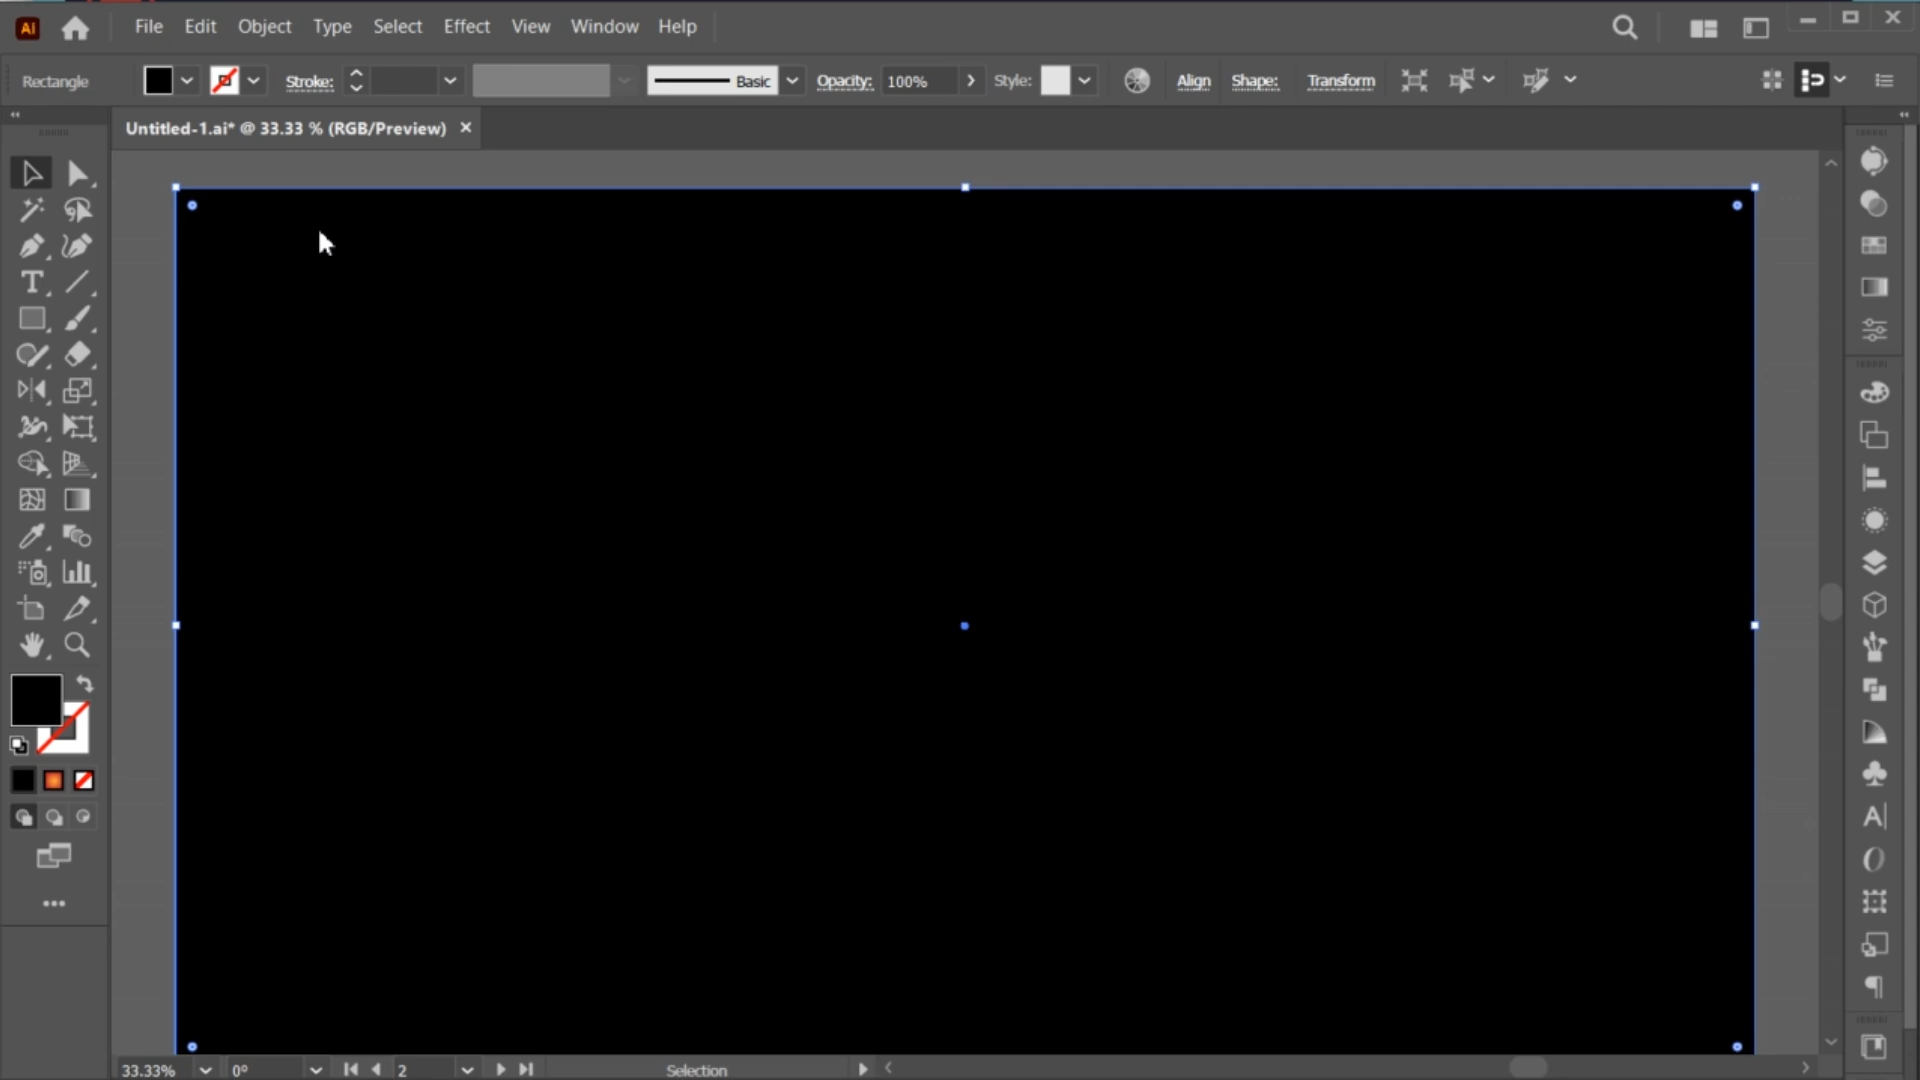 Ai File Edit Object Type Select Effect View Window Help
Rectangle Stroke: Basic Opacity: 100% Style: Align Shape: Transform
Untitled-1.ai* @ 33.33 % (RGB/Preview) ×
33.33% 0° 2 Selection